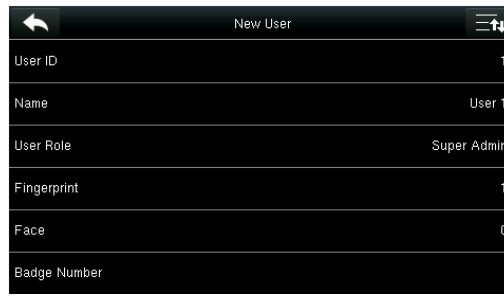 New User
User ID 1
Name User 1
User Role Super Admin
Fingerprint 1
Face 0
Badge Number